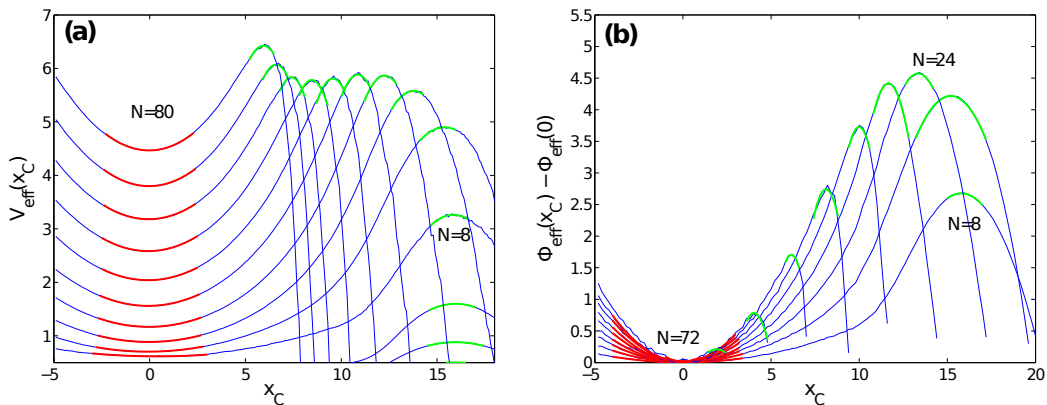 (a)
7
6
5
4
3
2
1
N=80
N=8
V_eff(x_C)
−5 0 5 10 15
x_C
(b)
5.5
5
4.5
4
3.5
3
2.5
2
1.5
1
0.5
0
N=24
N=8
N=72
Φ_eff(x_C) − Φ_eff(0)
−5 0 5 10 15 20
x_C